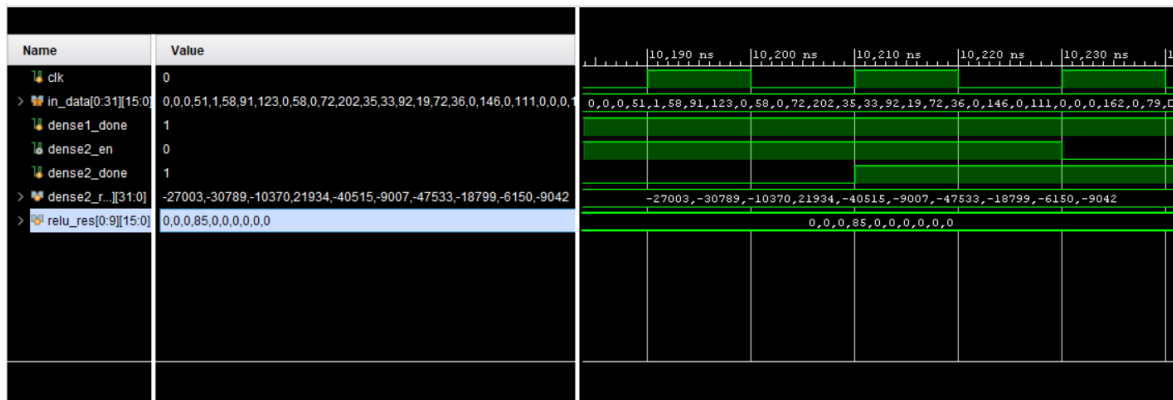 Name Value
10,190 ns 10,200 ns 10,210 ns 10,220 ns 10,230 ns
clk 0
in_data[0:31][15:0] 0,0,0,51,1,58,91,123,0,58,0,72,202,35,33,92,19,72,36,0,146,0,111,0,0,0,1 0,0,0,51,1,58,91,123,0,58,0,72,202,35,33,92,19,72,36,0,146,0,111,0,0,0,162,0,79,
dense1_done 1
dense2_en 0
dense2_done 1
dense2_r...][31:0] -27003,-30789,-10370,21934,-40515,-9007,-47533,-18799,-6150,-9042 -27003,-30789,-10370,21934,-40515,-9007,-47533,-18799,-6150,-9042
relu_res[0:9][15:0] 0,0,0,85,0,0,0,0,0,0 0,0,0,85,0,0,0,0,0,0